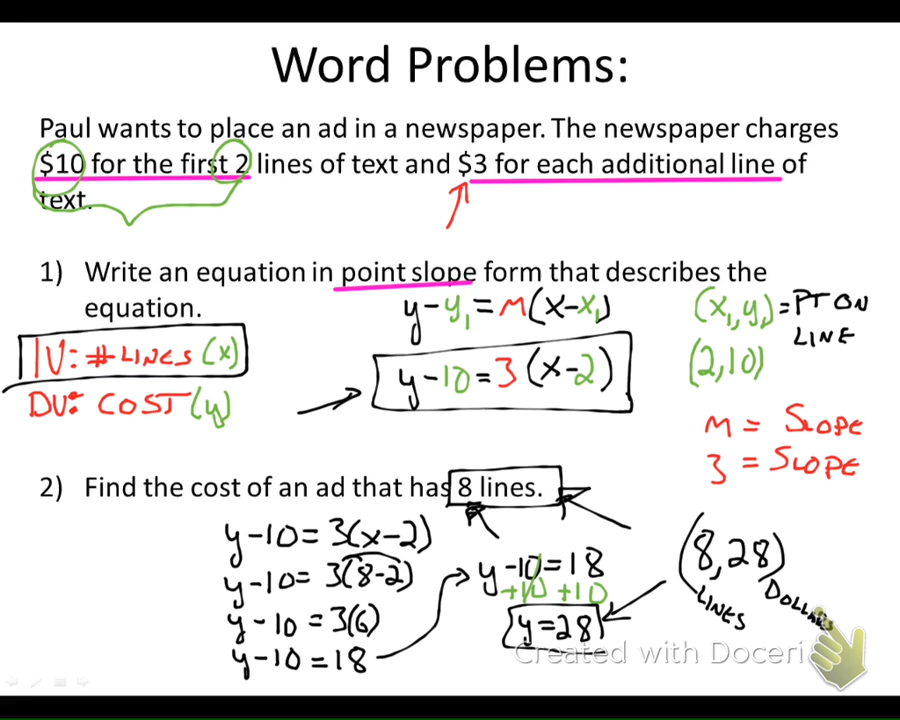 Word Problems:
Paul wants to place an ad in a newspaper. The newspaper charges
$10 for the first 2 lines of text and $3 for each additional line of
text.
1) Write an equation in point slope form that describes the
equation.
y-y₁=M(x-x₁)
(x₁,y₁)=PT ON
LINE
IV: #LINES (x)
y-10=3(x-2)
(2,10)
DV: COST(y)
M = SLOPE
3 = SLOPE
2) Find the cost of an ad that has 8 lines.
y-10=3(x-2)
y-10=3(8-2)
y-10=3(6)
y-10=18
y-10=18
+10 +10
y=28
(8,28)
LINES
DOLLARS
Created with Doceri